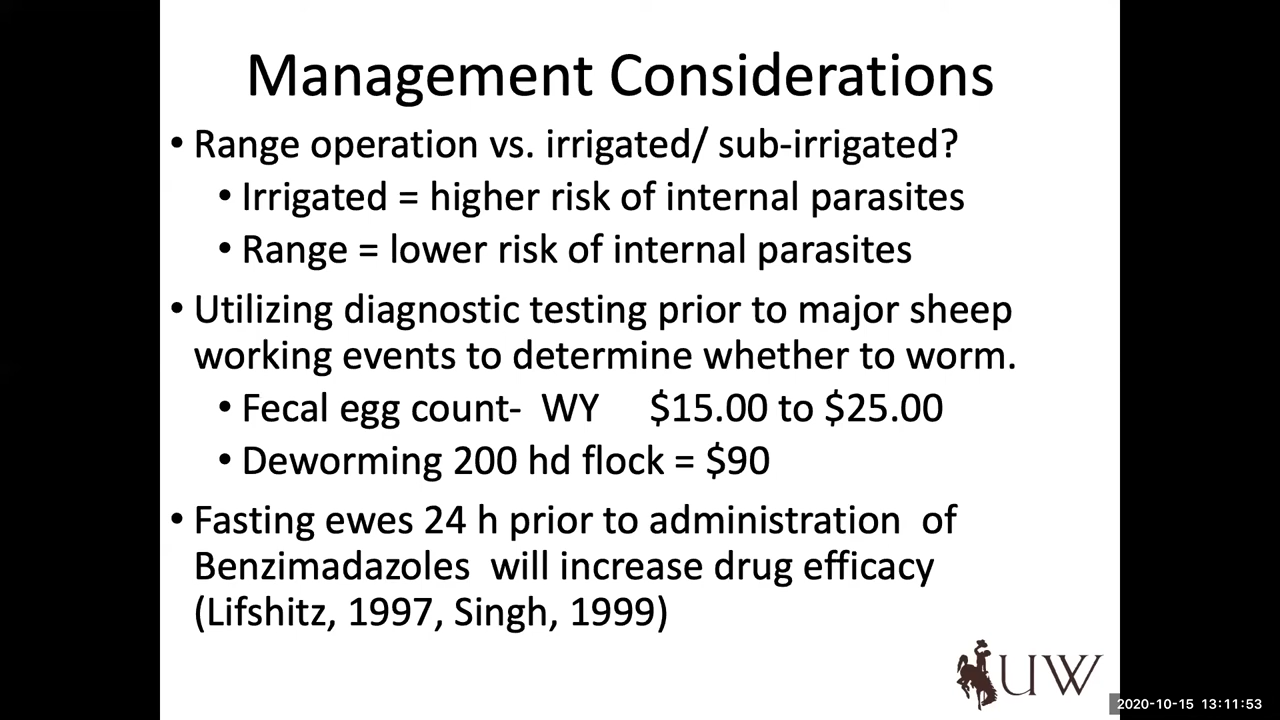 Management Considerations
• Range operation vs. irrigated/ sub-irrigated?
• Irrigated = higher risk of internal parasites
• Range = lower risk of internal parasites
• Utilizing diagnostic testing prior to major sheep
working events to determine whether to worm.
• Fecal egg count- WY $15.00 to $25.00
• Deworming 200 hd flock = $90
• Fasting ewes 24 h prior to administration of
Benzimadazoles will increase drug efficacy
(Lifshitz, 1997, Singh, 1999)
UW
2020-10-15 13:11:53